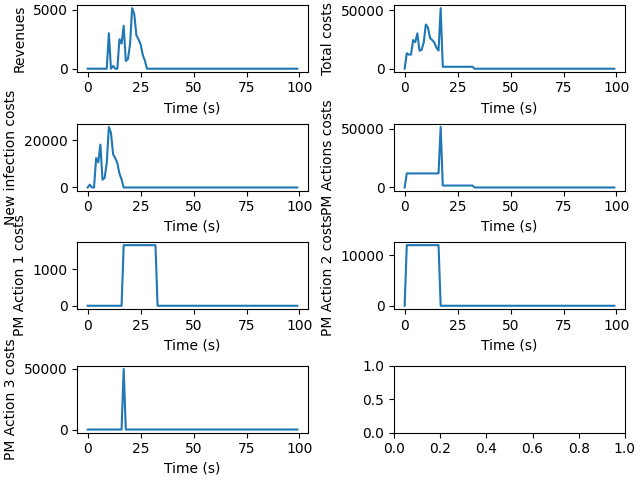 Revenues
5000
0
0 25 50 75 100
Time (s)
Total costs
50000
0
0 25 50 75 100
Time (s)
New infection costs
20000
0
0 25 50 75 100
Time (s)
PM Actions costs
50000
0
0 25 50 75 100
Time (s)
PM Action 1 costs
1000
0
0 25 50 75 100
Time (s)
PM Action 2 costs
10000
0
0 25 50 75 100
Time (s)
PM Action 3 costs
50000
0
0 25 50 75 100
Time (s)
1.0
0.5
0.0
0.0 0.2 0.4 0.6 0.8 1.0